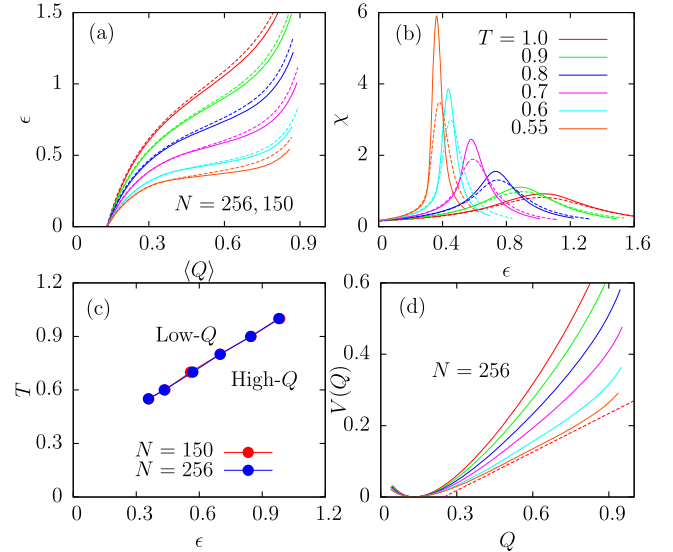 (a)
1.5
1
0.5
0
ϵ
N = 256, 150
0 0.3 0.6 0.9
⟨Q⟩
(b)
6
4
2
0
χ
T = 1.0
0.9
0.8
0.7
0.6
0.55
0 0.4 0.8 1.2 1.6
ϵ
(c)
1.2
0.9
0.6
0.3
0
T
Low-Q
High-Q
N = 150
N = 256
0 0.3 0.6 0.9 1.2
ϵ
(d)
0.6
0.4
0.2
0
V(Q)
N = 256
0 0.3 0.6 0.9
Q